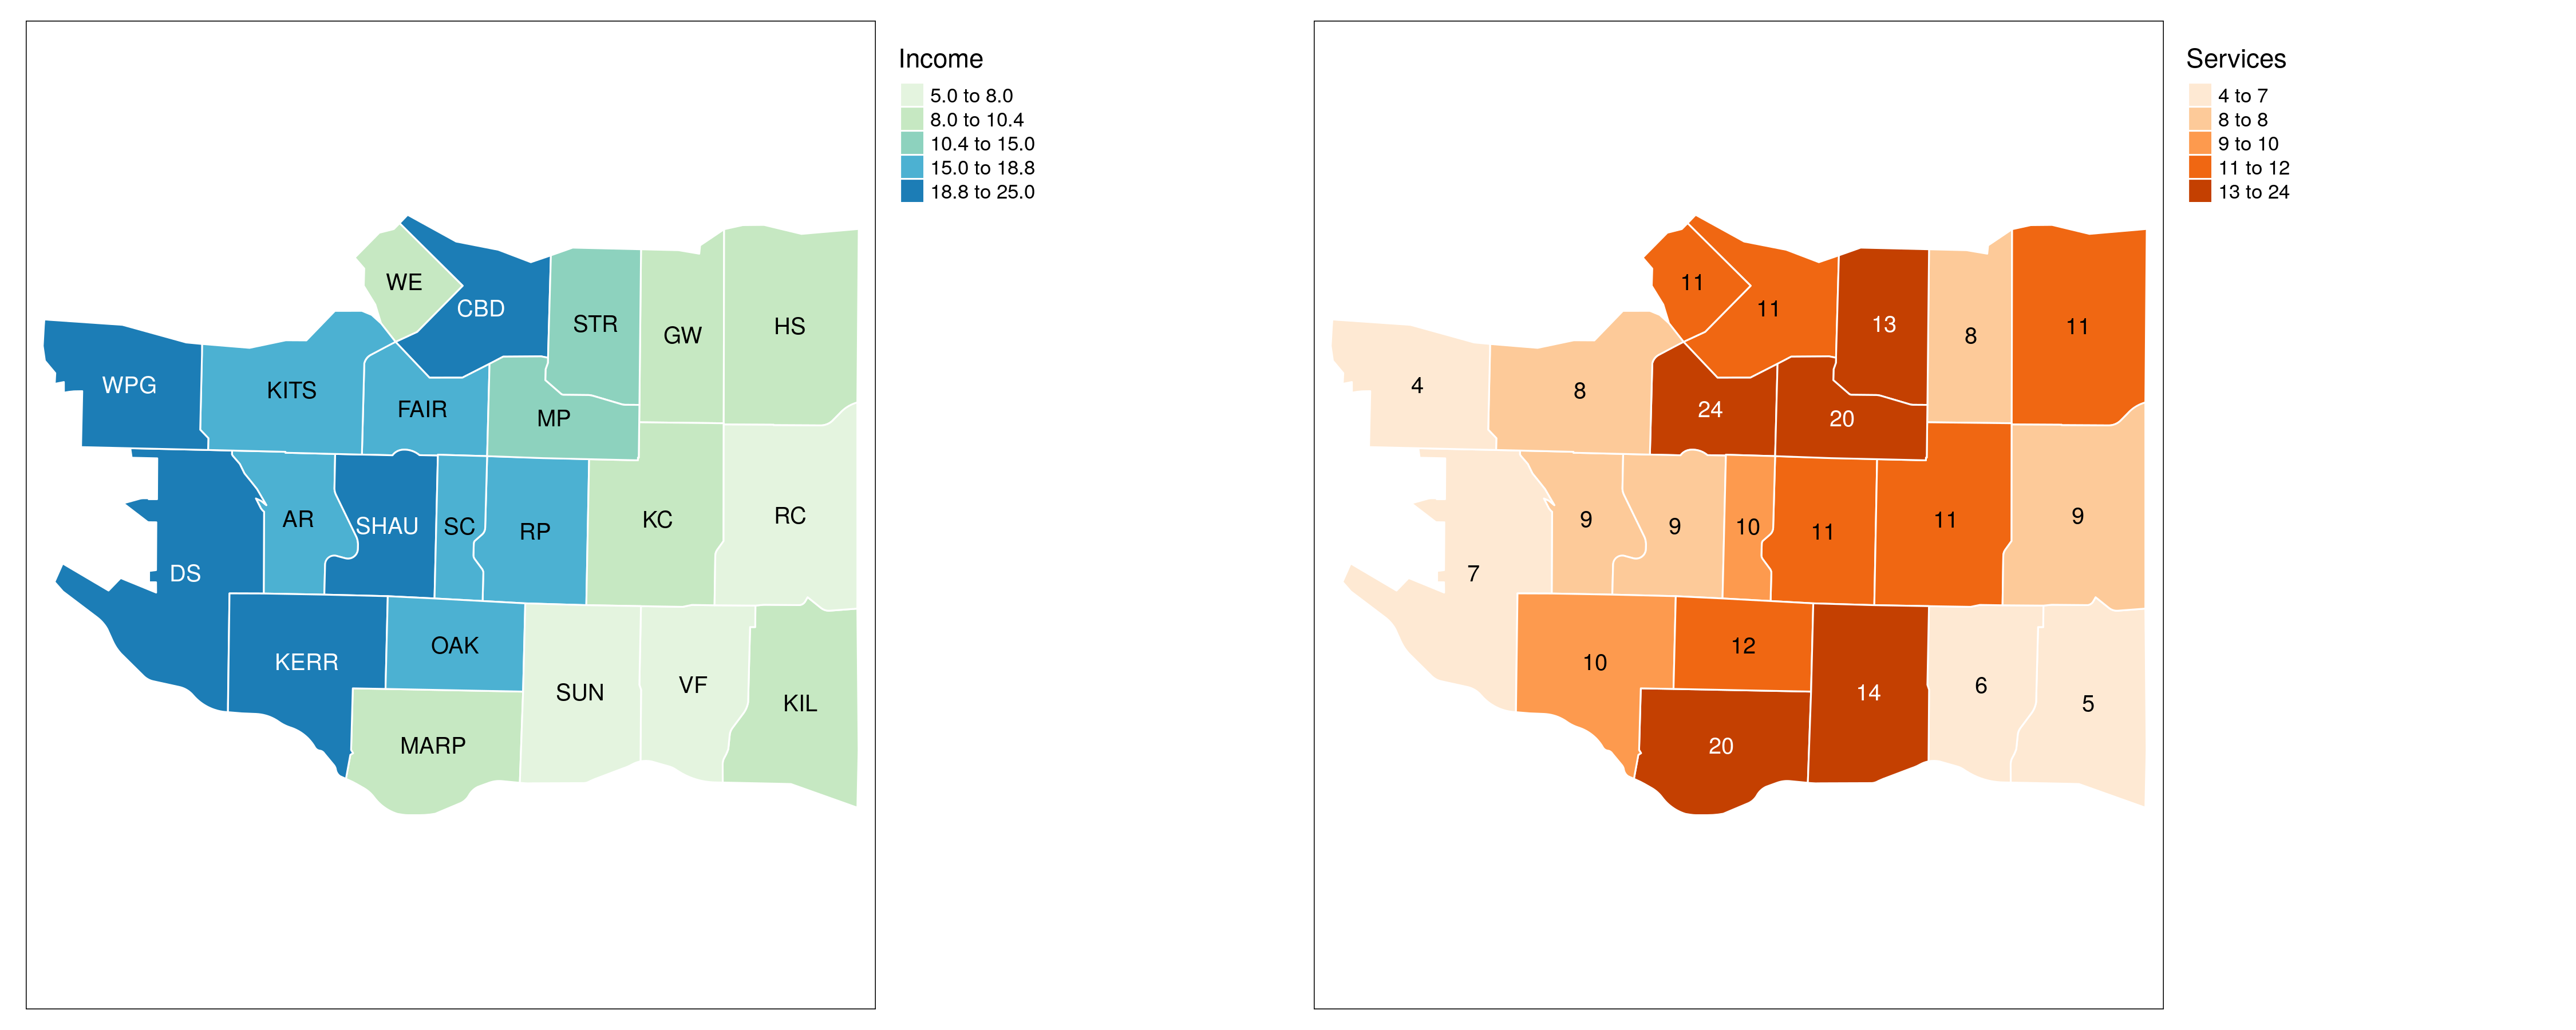 Income
5.0 to 8.0
8.0 to 10.4
10.4 to 15.0
15.0 to 18.8
18.8 to 25.0
WE
CBD
STR
GW
HS
WPG
KITS
FAIR
MP
AR
SHAU
SC
RP
KC
RC
DS
KERR
OAK
SUN
VF
KIL
MARP
Services
4 to 7
8 to 8
9 to 10
11 to 12
13 to 24
11
11
13
8
11
4
8
24
20
9
9
10
11
11
9
7
10
12
14
6
5
20